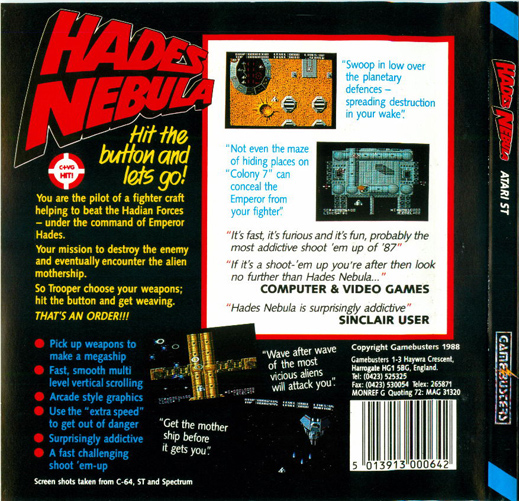 HADES
NEBULA
Hit the
button and
lets go!
C+VG
HIT!
You are the pilot of a fighter craft
helping to beat the Hadian Forces
– under the command of Emperor
Hades.
Your mission to destroy the enemy
and eventually encounter the alien
mothership.
So Trooper choose your weapons;
hit the button and get weaving.
THAT'S AN ORDER!!!
Pick up weapons to
make a megaship
Fast, smooth multi
level vertical scrolling
Arcade style graphics
Use the "extra speed"
to get out of danger
Surprisingly addictive
A fast challenging
shoot 'em-up
Screen shots taken from C-64, ST and Spectrum
"Swoop in low over
the planetary
defences –
spreading destruction
in your wake".
"Not even the maze
of hiding places on
"Colony 7" can
conceal the
Emperor from
your fighter".
"It's fast, it's furious and it's fun, probably the
most addictive shoot 'em up of '87"
"If it's a shoot-'em up you're after then look
no further than Hades Nebula..."
COMPUTER & VIDEO GAMES
"Hades Nebula is surprisingly addictive"
SINCLAIR USER
"Wave after wave
of the most
vicious aliens
will attack you".
"Get the mother
ship before
it gets you".
Copyright Gamebusters 1988
Gamebusters 1-3 Haywra Crescent,
Harrogate HG1 5BG, England.
Tel: (0423) 525325
Fax: (0423) 530054 Telex: 265871
MONREF G Quoting 72: MAG 31320
5 013913 000642
HADES NEBULA
ATARI ST
GAMEBUSTERS